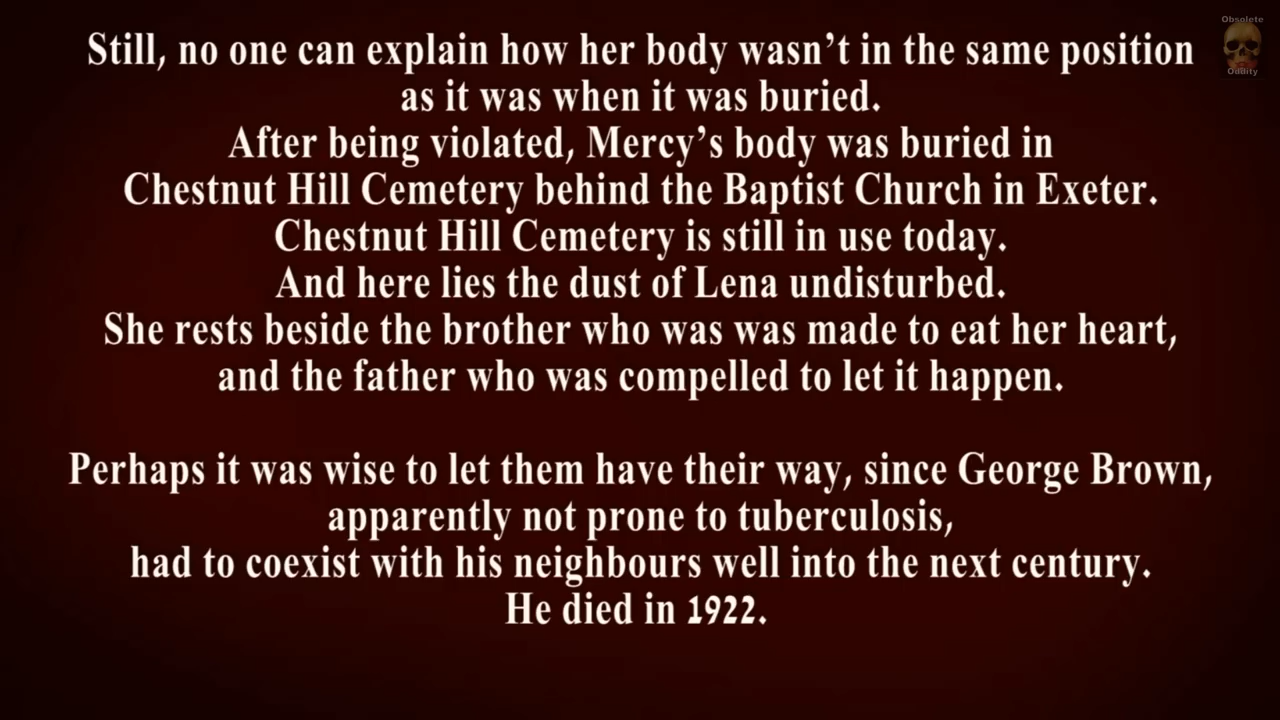 Obsolete
Oddity
Still, no one can explain how her body wasn’t in the same position
as it was when it was buried.
After being violated, Mercy’s body was buried in
Chestnut Hill Cemetery behind the Baptist Church in Exeter.
Chestnut Hill Cemetery is still in use today.
And here lies the dust of Lena undisturbed.
She rests beside the brother who was was made to eat her heart,
and the father who was compelled to let it happen.
Perhaps it was wise to let them have their way, since George Brown,
apparently not prone to tuberculosis,
had to coexist with his neighbours well into the next century.
He died in 1922.